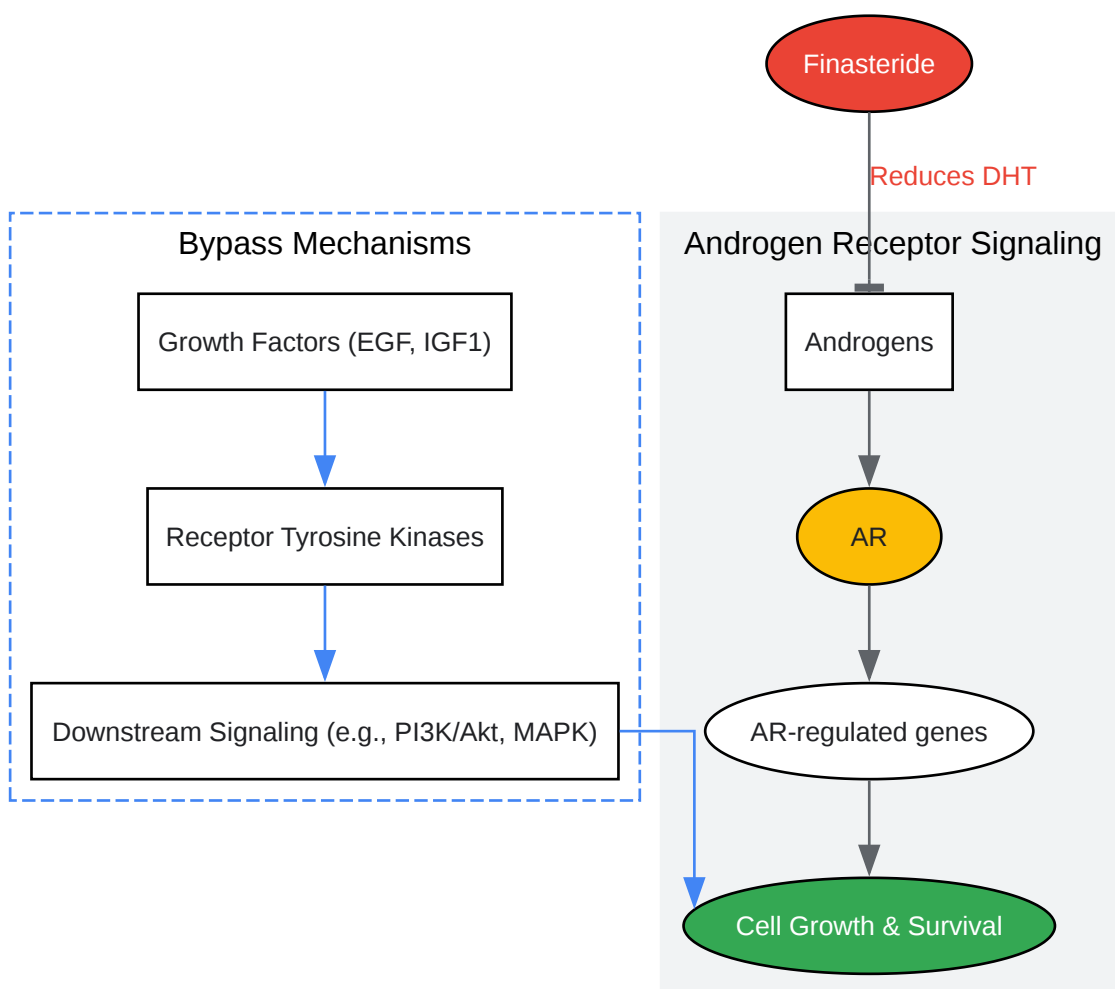 Finasteride
Reduces DHT
Bypass Mechanisms
Androgen Receptor Signaling
Growth Factors (EGF, IGF1)
Androgens
Receptor Tyrosine Kinases
AR
Downstream Signaling (e.g., PI3K/Akt, MAPK)
AR-regulated genes
Cell Growth & Survival